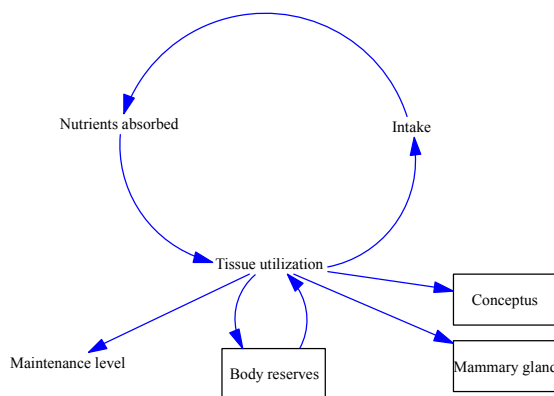 Nutrients absorbed
Intake
Tissue utilization
Conceptus
Maintenance level
Body reserves
Mammary gland